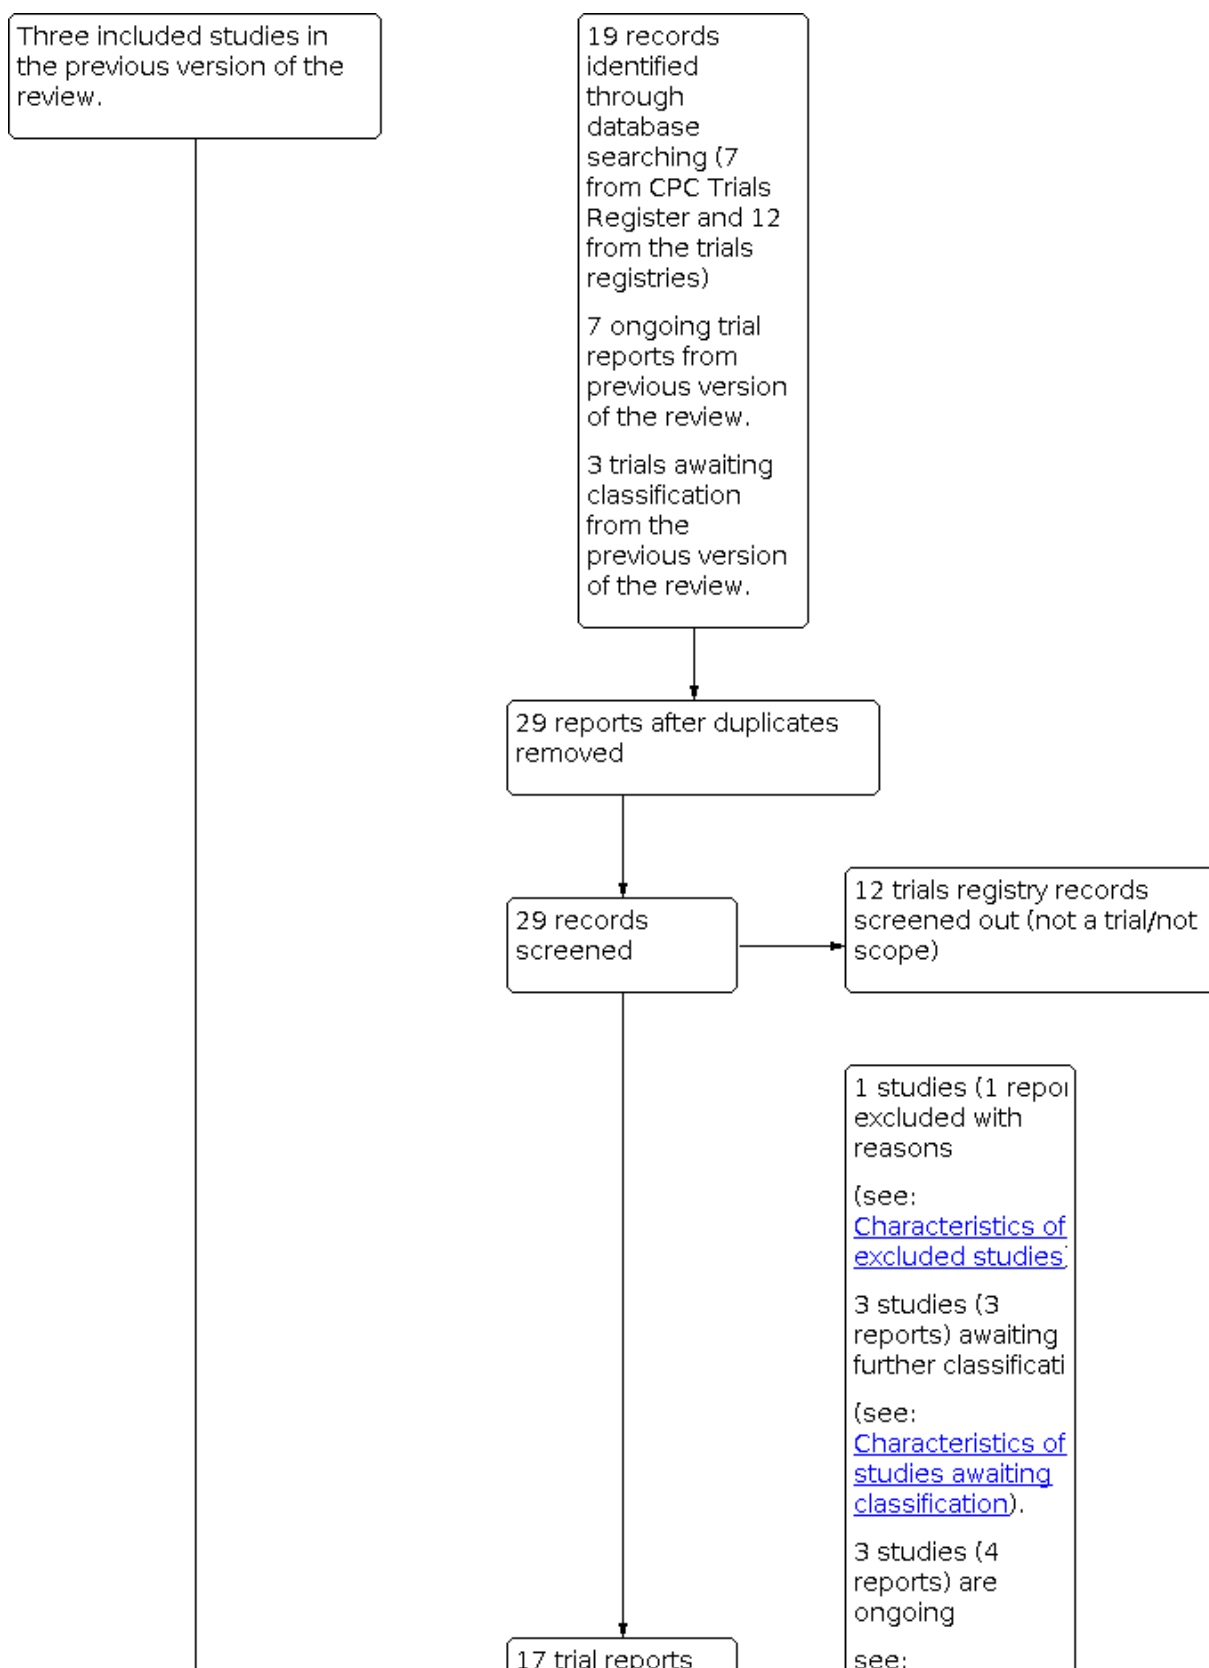 Three included studies in
the previous version of the
review.
19 records
identified
through
database
searching (7
from CPC Trials
Register and 12
from the trials
registries)
7 ongoing trial
reports from
previous version
of the review.
3 trials awaiting
classification
from the
previous version
of the review.
29 reports after duplicates
removed
29 records
screened
12 trials registry records
screened out (not a trial/not
scope)
1 studies (1 repor
excluded with
reasons
(see:
Characteristics of
excluded studies)
3 studies (3
reports) awaiting
further classificati
(see:
Characteristics of
studies awaiting
classification).
3 studies (4
reports) are
ongoing
17 trial reports
see: